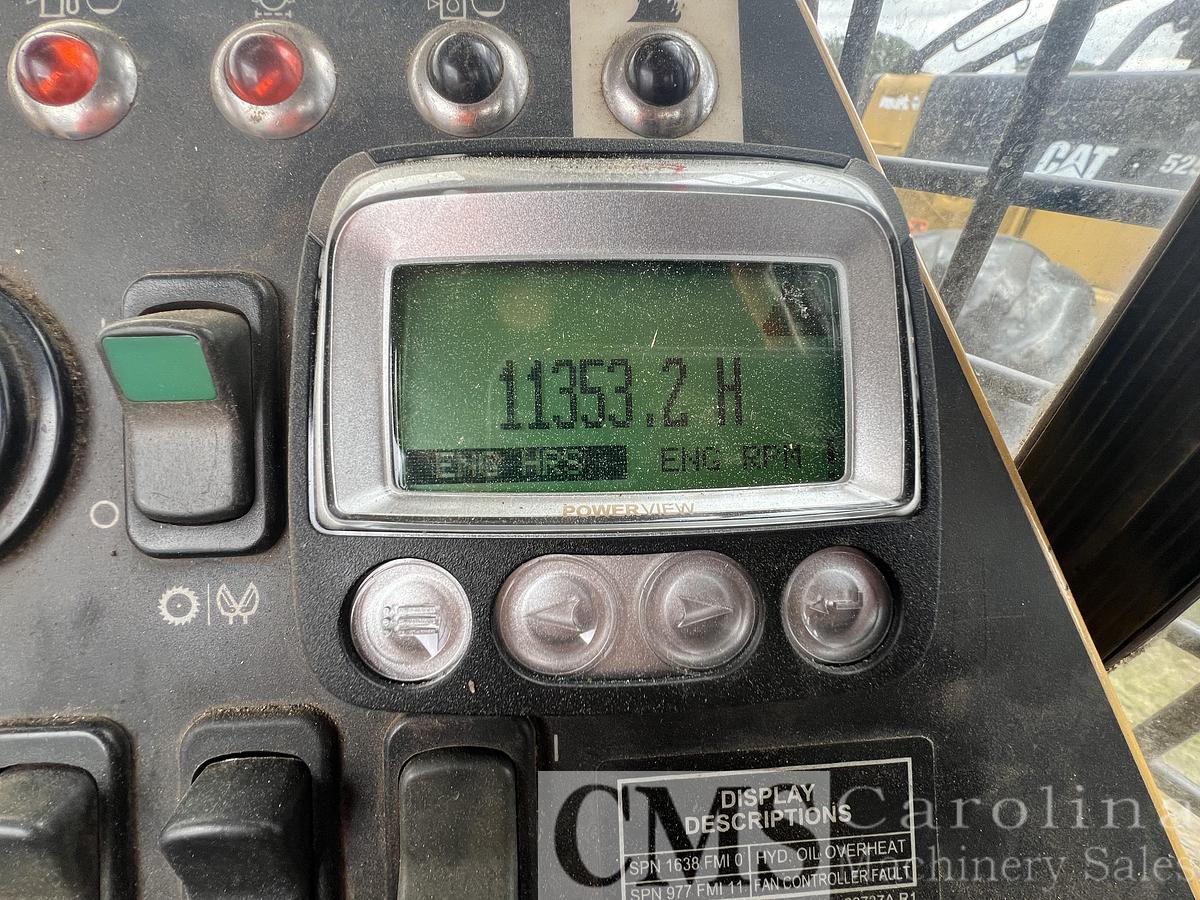 CAT 52
11353.2 H
ENG HRS ENG RPM
POWERVIEW
DISPLAY
DESCRIPTIONS
SPN 1638 FMI 0 HYD. OIL OVERHEAT
SPN 977 FMI 11 FAN CONTROLLER FAULT
CMS Carolina
Machinery Sales